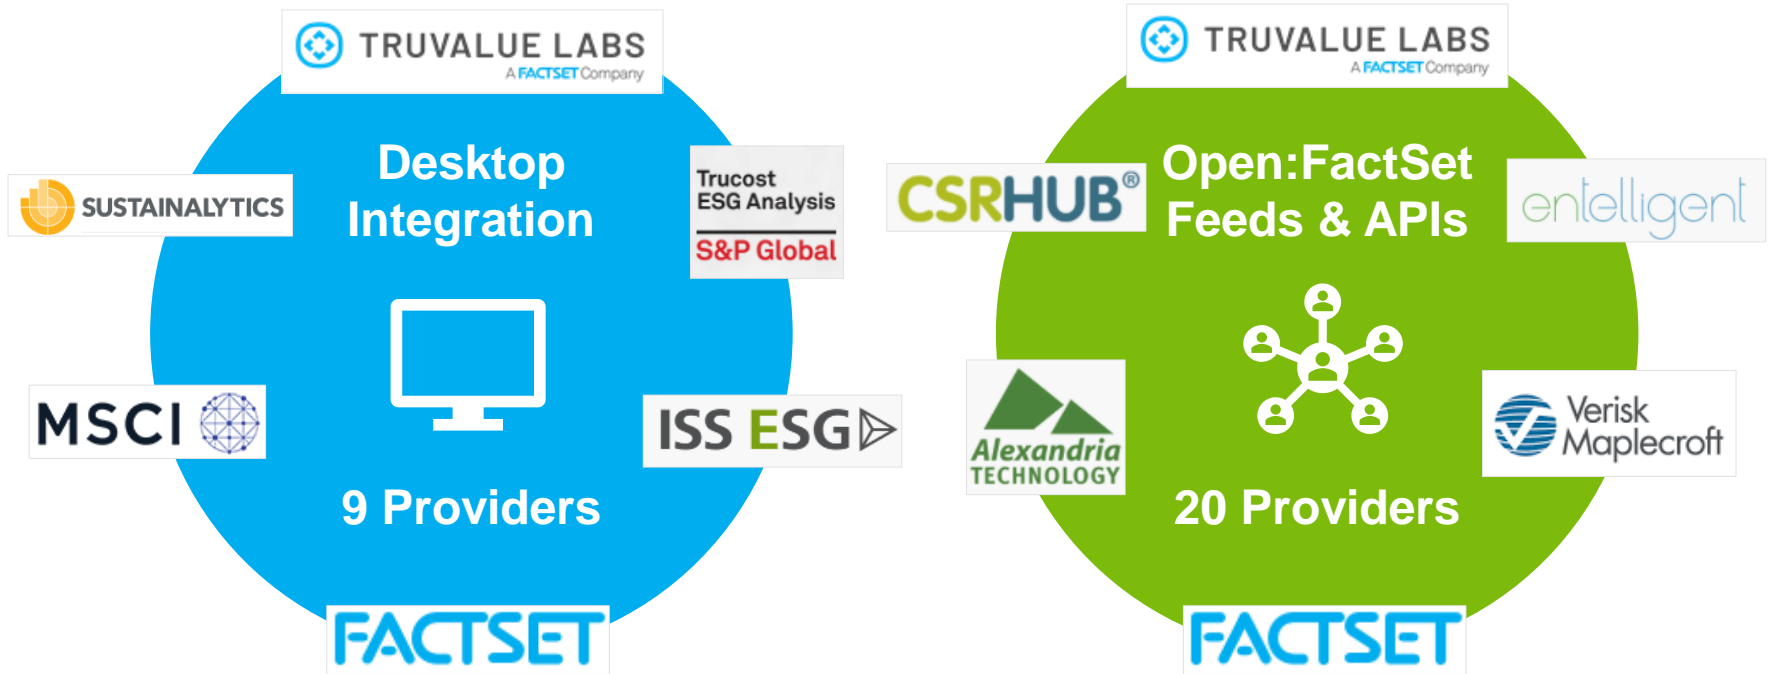 TRUVALUE LABS
A FACTSET Company
Desktop
Integration
SUSTAINALYTICS
Trucost
ESG Analysis
S&P Global
MSCI
ISS ESG
9 Providers
FACTSET
TRUVALUE LABS
A FACTSET Company
Open:FactSet
Feeds & APIs
CSRHUB®
entelligent
Alexandria
TECHNOLOGY
Verisk
Maplecroft
20 Providers
FACTSET